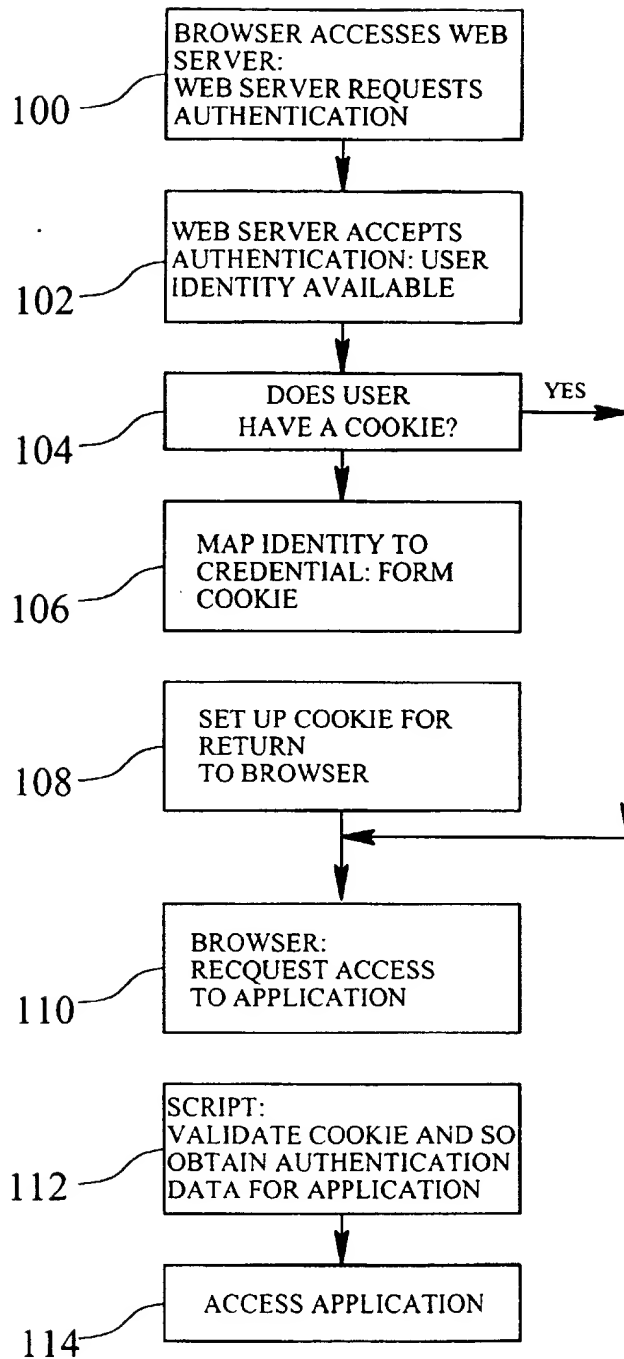 BROWSER ACCESSES WEB
SERVER:
WEB SERVER REQUESTS
AUTHENTICATION
100
WEB SERVER ACCEPTS
AUTHENTICATION: USER
IDENTITY AVAILABLE
102
DOES USER
HAVE A COOKIE?
YES
104
MAP IDENTITY TO
CREDENTIAL: FORM
COOKIE
106
SET UP COOKIE FOR
RETURN
TO BROWSER
108
BROWSER:
RECQUEST ACCESS
TO APPLICATION
110
SCRIPT:
VALIDATE COOKIE AND SO
OBTAIN AUTHENTICATION
DATA FOR APPLICATION
112
ACCESS APPLICATION
114